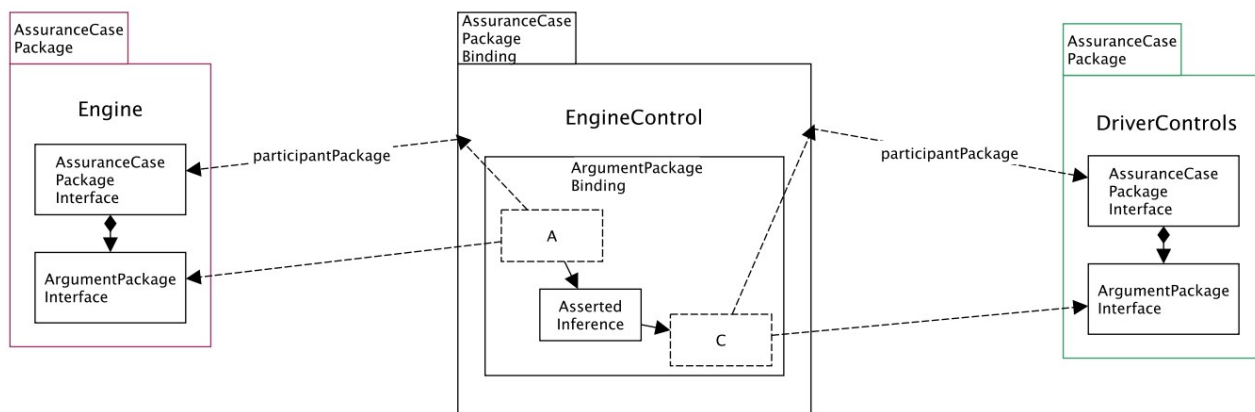 AssuranceCase
Package
Engine
AssuranceCase
Package
Interface
ArgumentPackage
Interface
participantPackage
AssuranceCase
Package
Binding
EngineControl
ArgumentPackage
Binding
A
Asserted
Inference
C
participantPackage
AssuranceCase
Package
DriverControls
AssuranceCase
Package
Interface
ArgumentPackage
Interface